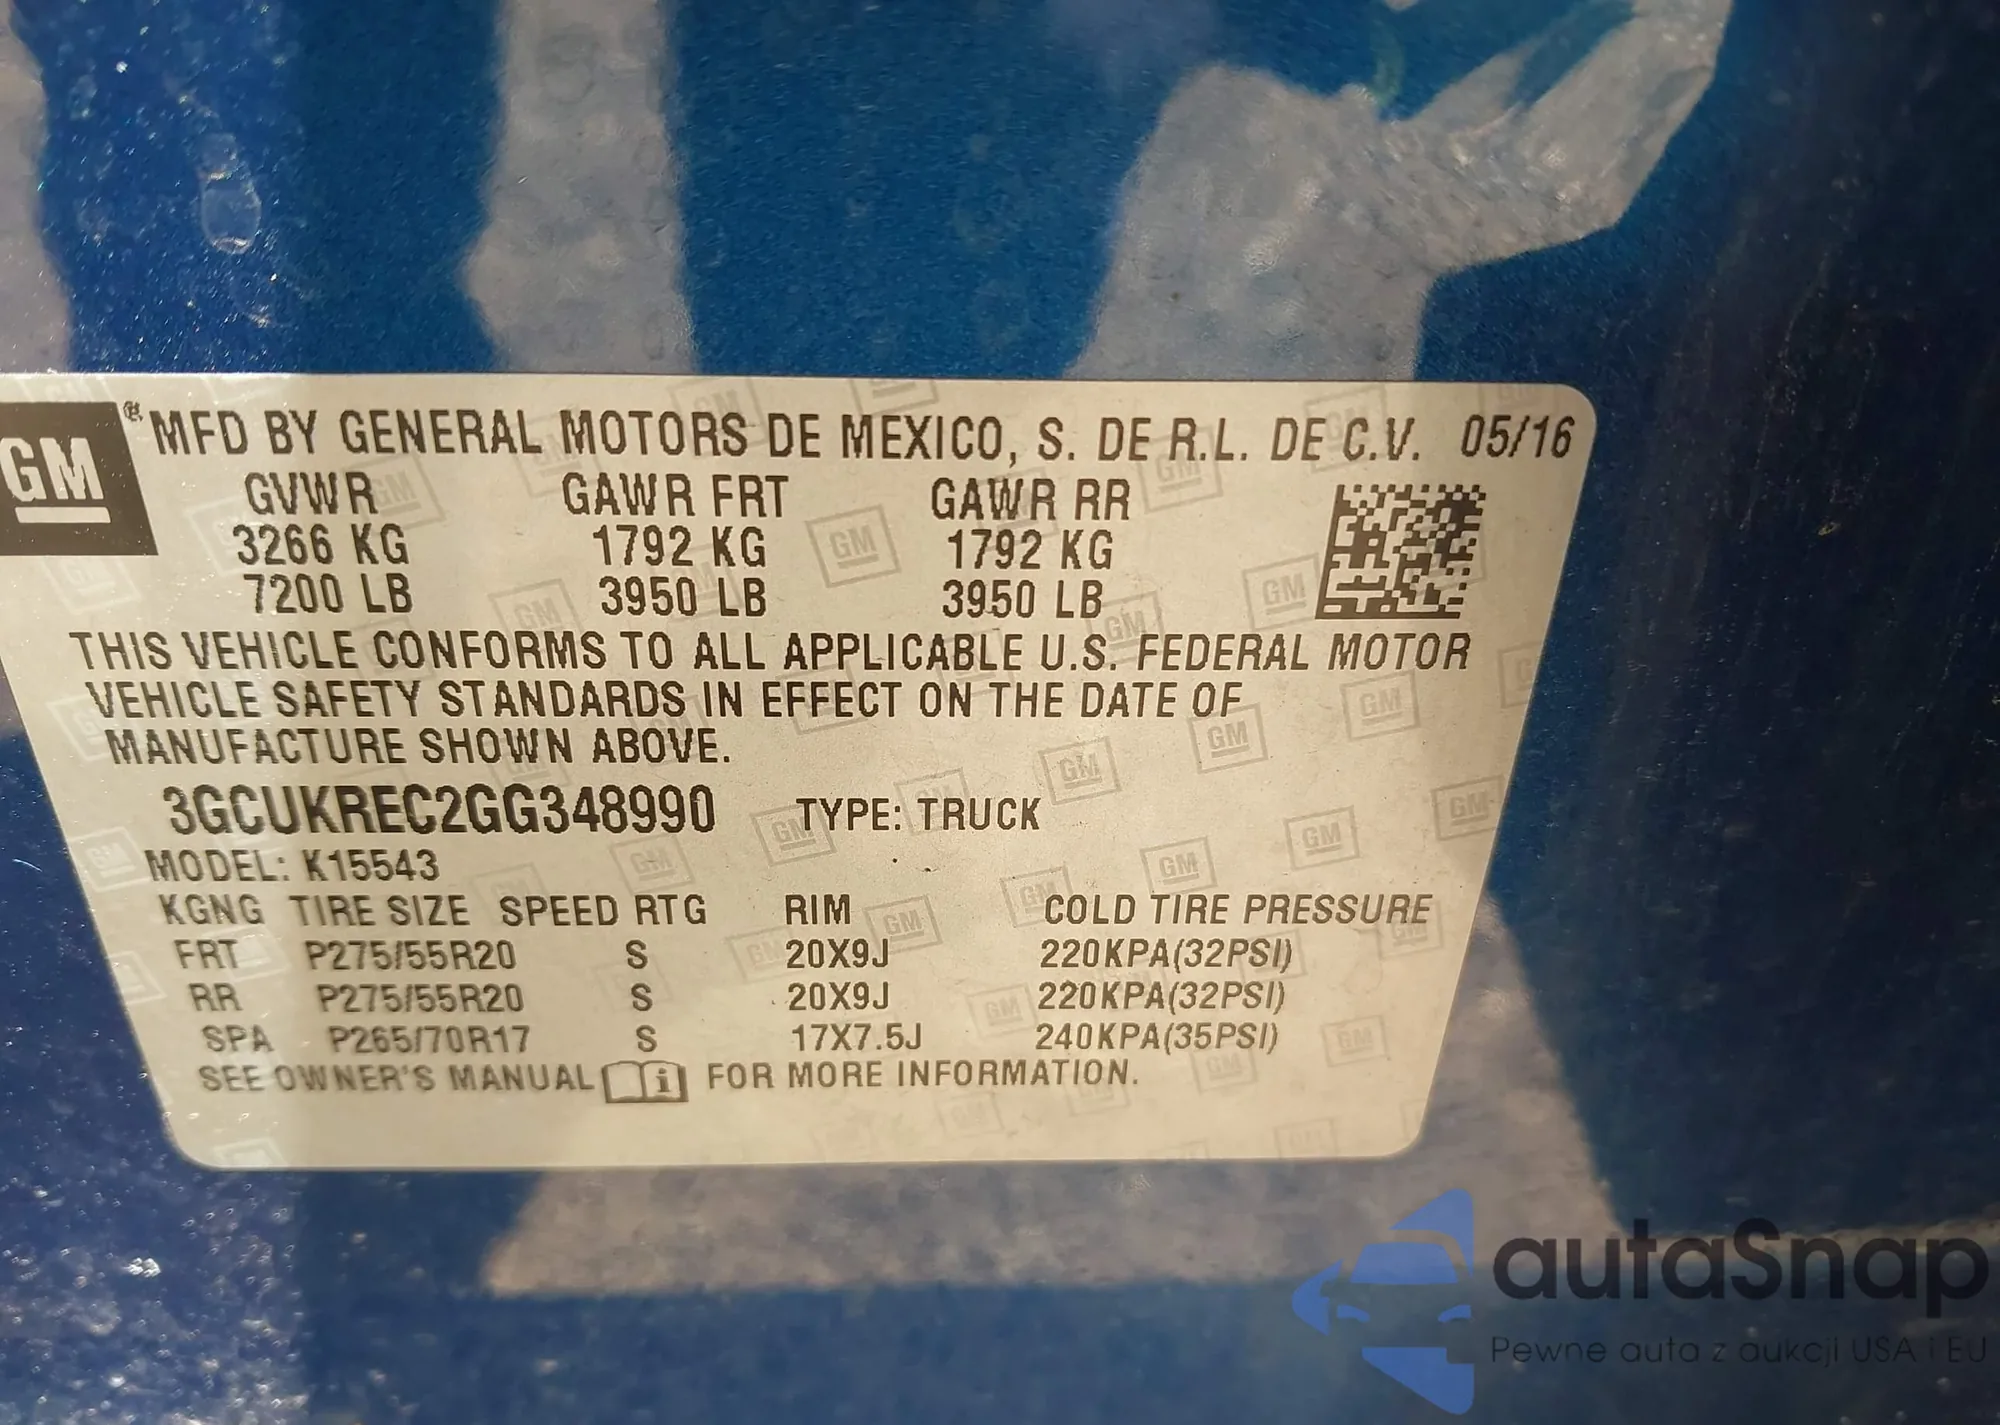 GM ® MFD BY GENERAL MOTORS DE MEXICO, S. DE R.L. DE C.V. 05/16
GVWR GAWR FRT GAWR RR
3266 KG 1792 KG 1792 KG
7200 LB 3950 LB 3950 LB
THIS VEHICLE CONFORMS TO ALL APPLICABLE U.S. FEDERAL MOTOR
VEHICLE SAFETY STANDARDS IN EFFECT ON THE DATE OF
MANUFACTURE SHOWN ABOVE.
3GCUKREC2GG348990 TYPE: TRUCK
MODEL: K15543
KGNG TIRE SIZE SPEED RTG RIM COLD TIRE PRESSURE
FRT P275/55R20 S 20X9J 220KPA(32PSI)
RR P275/55R20 S 20X9J 220KPA(32PSI)
SPA P265/70R17 S 17X7.5J 240KPA(35PSI)
SEE OWNER'S MANUAL i FOR MORE INFORMATION.
autaSnap
Pewne auta z aukcji USA i EU